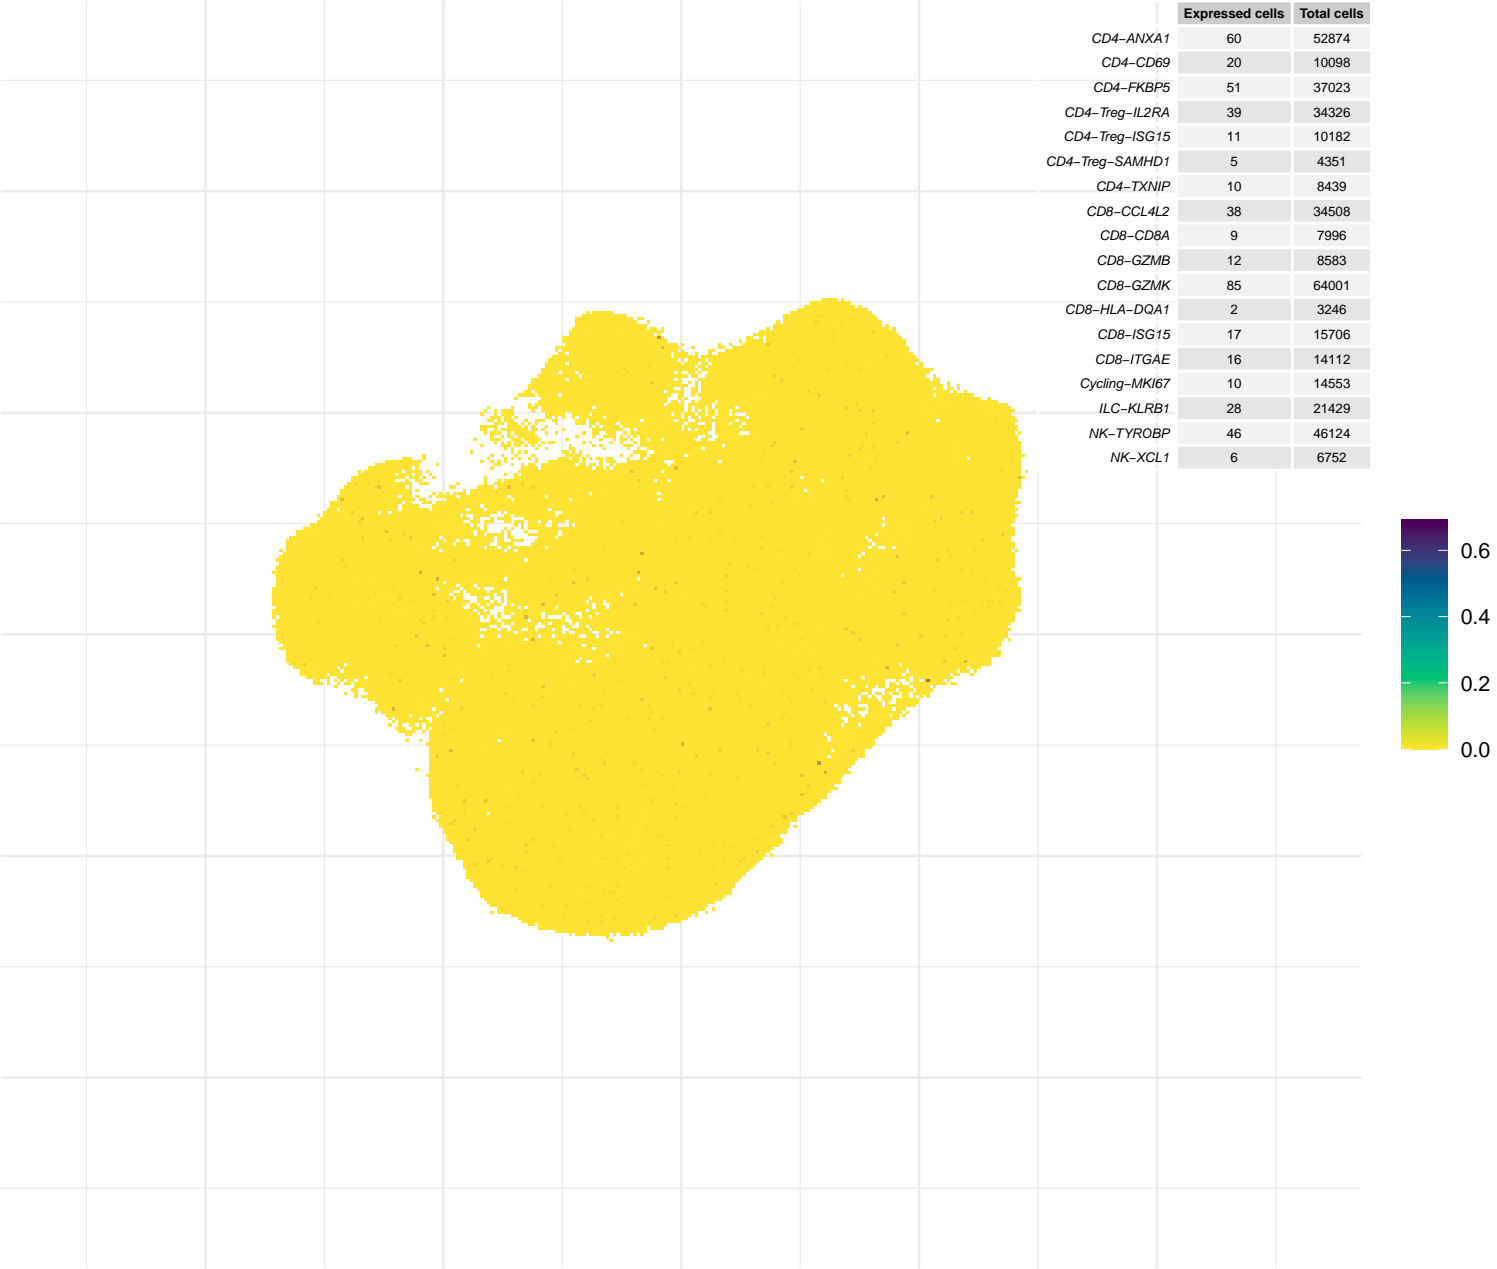 Expressed cells Total cells
CD4−ANXA1 60 52874
CD4−CD69 20 10098
CD4−FKBP5 51 37023
CD4−Treg−IL2RA 39 34326
CD4−Treg−ISG15 11 10182
CD4−Treg−SAMHD1 5 4351
CD4−TXNIP 10 8439
CD8−CCL4L2 38 34508
CD8−CD8A 9 7996
CD8−GZMB 12 8583
CD8−GZMK 85 64001
CD8−HLA−DQA1 2 3246
CD8−ISG15 17 15706
CD8−ITGAE 16 14112
Cycling−MKI67 10 14553
ILC−KLRB1 28 21429
NK−TYROBP 46 46124
NK−XCL1 6 6752
0.6
0.4
0.2
0.0